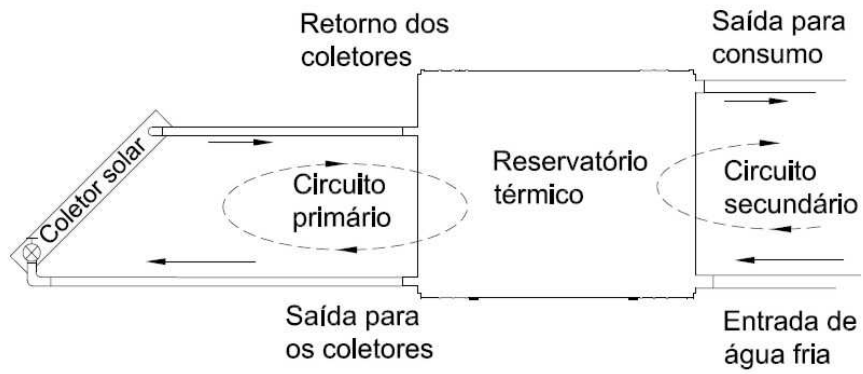 Retorno dos
coletores
Saída para
consumo
Coletor solar
Circuito
primário
Reservatório
térmico
Circuito
secundário
Saída para
os coletores
Entrada de
água fria